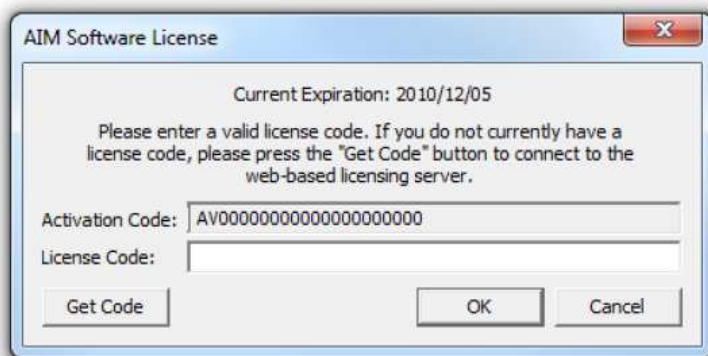 AIM Software License
Current Expiration: 2010/12/05
Please enter a valid license code. If you do not currently have a
license code, please press the "Get Code" button to connect to the
web-based licensing server.
Activation Code: AV00000000000000000000
License Code:
Get Code OK Cancel